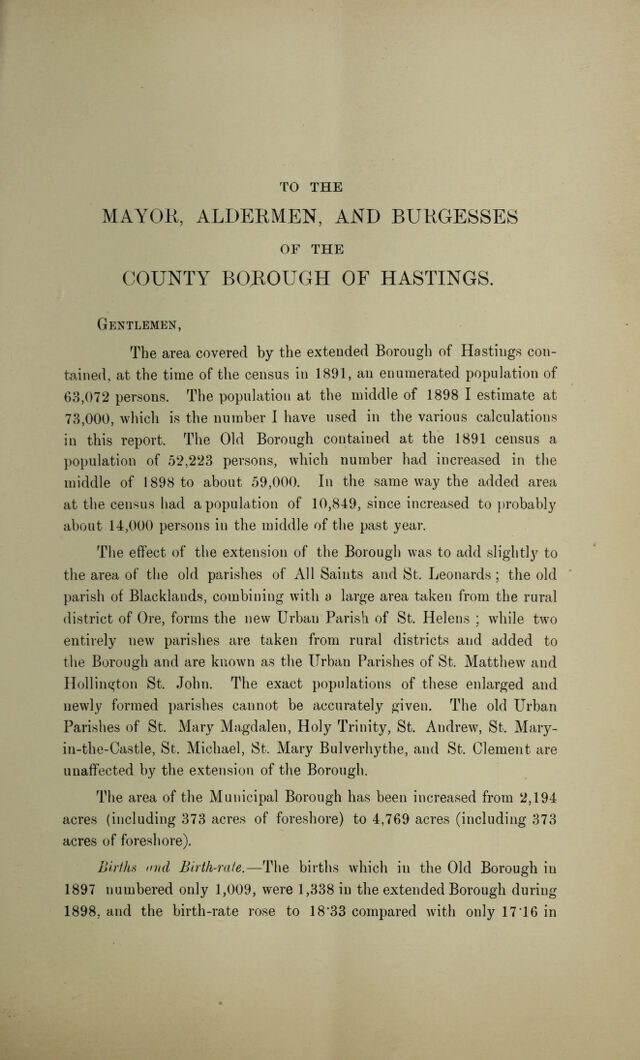 TO THE
MAYOR, ALDERMEN, AND BURGESSES
OF THE
COUNTY BOROUGH OF HASTINGS.
GENTLEMEN,
The area covered by the extended Borough of Hastings con-
tained, at the time of the census in 1891, an enumerated population of
63,072 persons. The population at the middle of 1898 I estimate at
73,000, which is the number I have used in the various calculations
in this report. The Old Borough contained at the 1891 census a
population of 52,223 persons, which number had increased in the
middle of 1898 to about 59,000. In the same way the added area
at the census had a population of 10,849, since increased to probably
about 14,000 persons in the middle of the past year.
The effect of the extension of the Borough was to add slightly to
the area of the old parishes of All Saints and St. Leonards; the old
parish of Blacklands, combining with a large area taken from the rural
district of Ore, forms the new Urban Parish of St. Helens ; while two
entirely new parishes are taken from rural districts and added to
the Borough and are known as the Urban Parishes of St. Matthew and
Hollington St. John. The exact populations of these enlarged and
newly formed parishes cannot be accurately given. The old Urban
Parishes of St. Mary Magdalen, Holy Trinity, St. Andrew, St. Mary-
in-the-Castle, St. Michael, St. Mary Bulverhythe, and St. Clement are
unaffected by the extension of the Borough.
The area of the Municipal Borough has been increased from 2,194
acres (including 373 acres of foreshore) to 4,769 acres (including 373
acres of foreshore).
Births and Birth-rate.—The births which in the Old Borough in
1897 numbered only 1,009, were 1,338 in the extended Borough during
1898, and the birth-rate rose to 18·33 compared with only 17·16 in